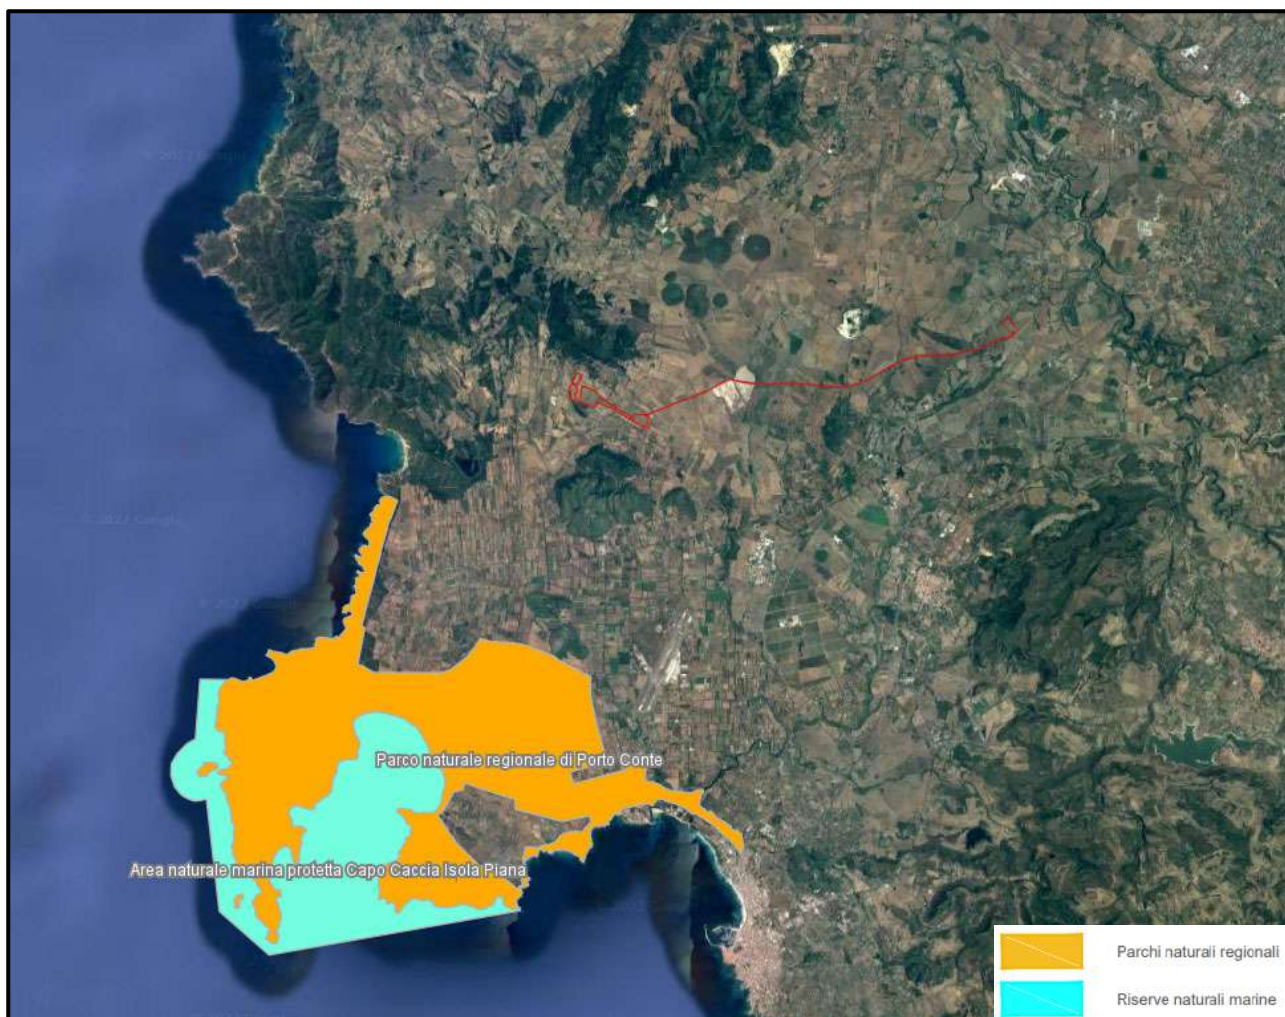 Parco naturale regionale di Porto Conte
Area naturale marina protetta Capo Caccia Isola Piana
Parchi naturali regionali
Riserve naturali marine